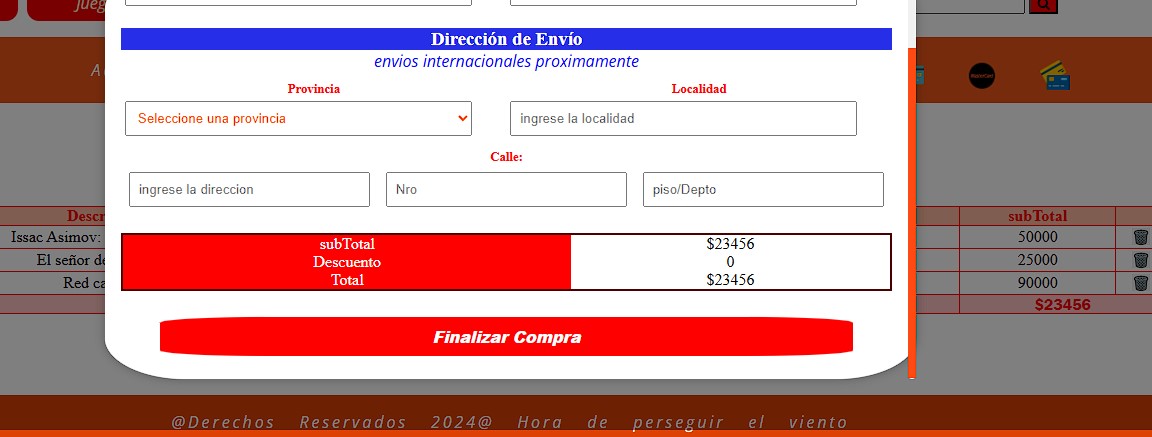 Jueg
Dirección de Envío
envios internacionales proximamente
A
Provincia
Localidad
Seleccione una provincia
ingrese la localidad
Calle:
ingrese la direccion
Nro
piso/Depto
Descr
subTotal
Issac Asimov:
50000
El señor de
25000
Red ca
90000
$23456
subTotal
$23456
Descuento
0
Total
$23456
Finalizar Compra
@Derechos Reservados 2024@ Hora de perseguir el viento